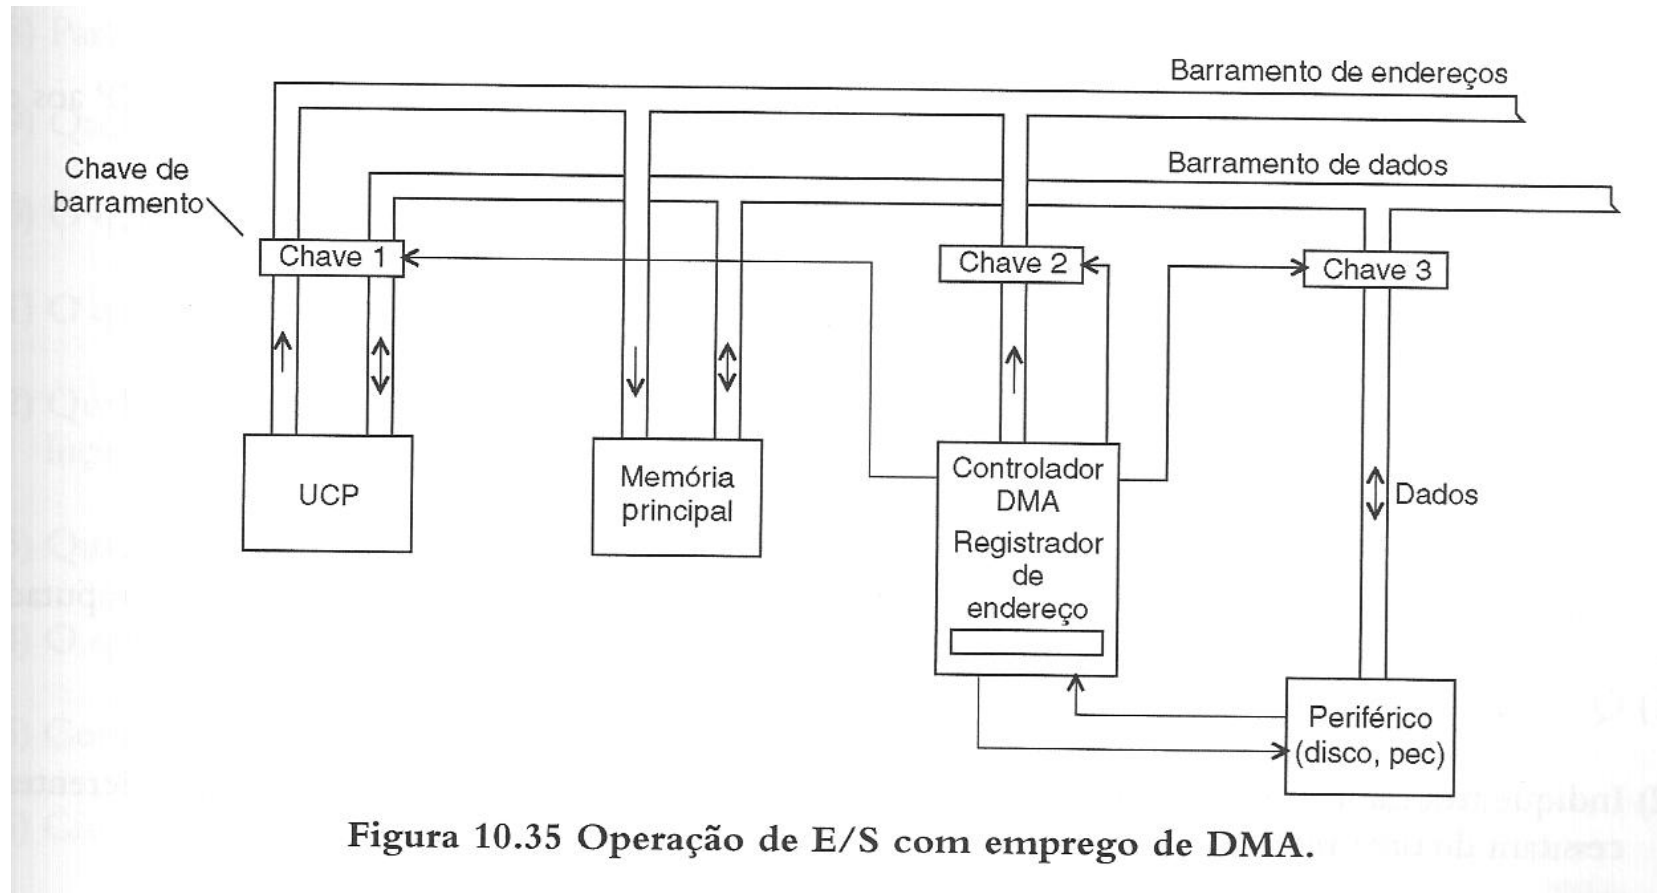 Barramento de endereços
Barramento de dados
Chave de
barramento
Chave 1
Chave 2
Chave 3
UCP
Memória
principal
Controlador
DMA
Registrador
de
endereço
Dados
Periférico
(disco, pec)
Figura 10.35 Operação de E/S com emprego de DMA.